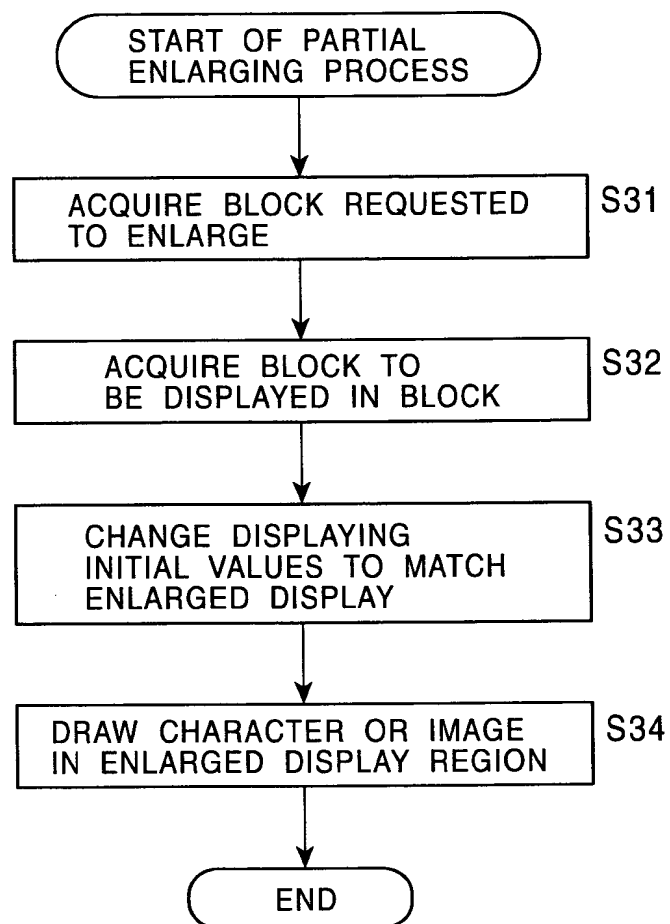 START OF PARTIAL
ENLARGING PROCESS
ACQUIRE BLOCK REQUESTED
TO ENLARGE
S31
ACQUIRE BLOCK TO
BE DISPLAYED IN BLOCK
S32
CHANGE DISPLAYING
INITIAL VALUES TO MATCH
ENLARGED DISPLAY
S33
DRAW CHARACTER OR IMAGE
IN ENLARGED DISPLAY REGION
S34
END